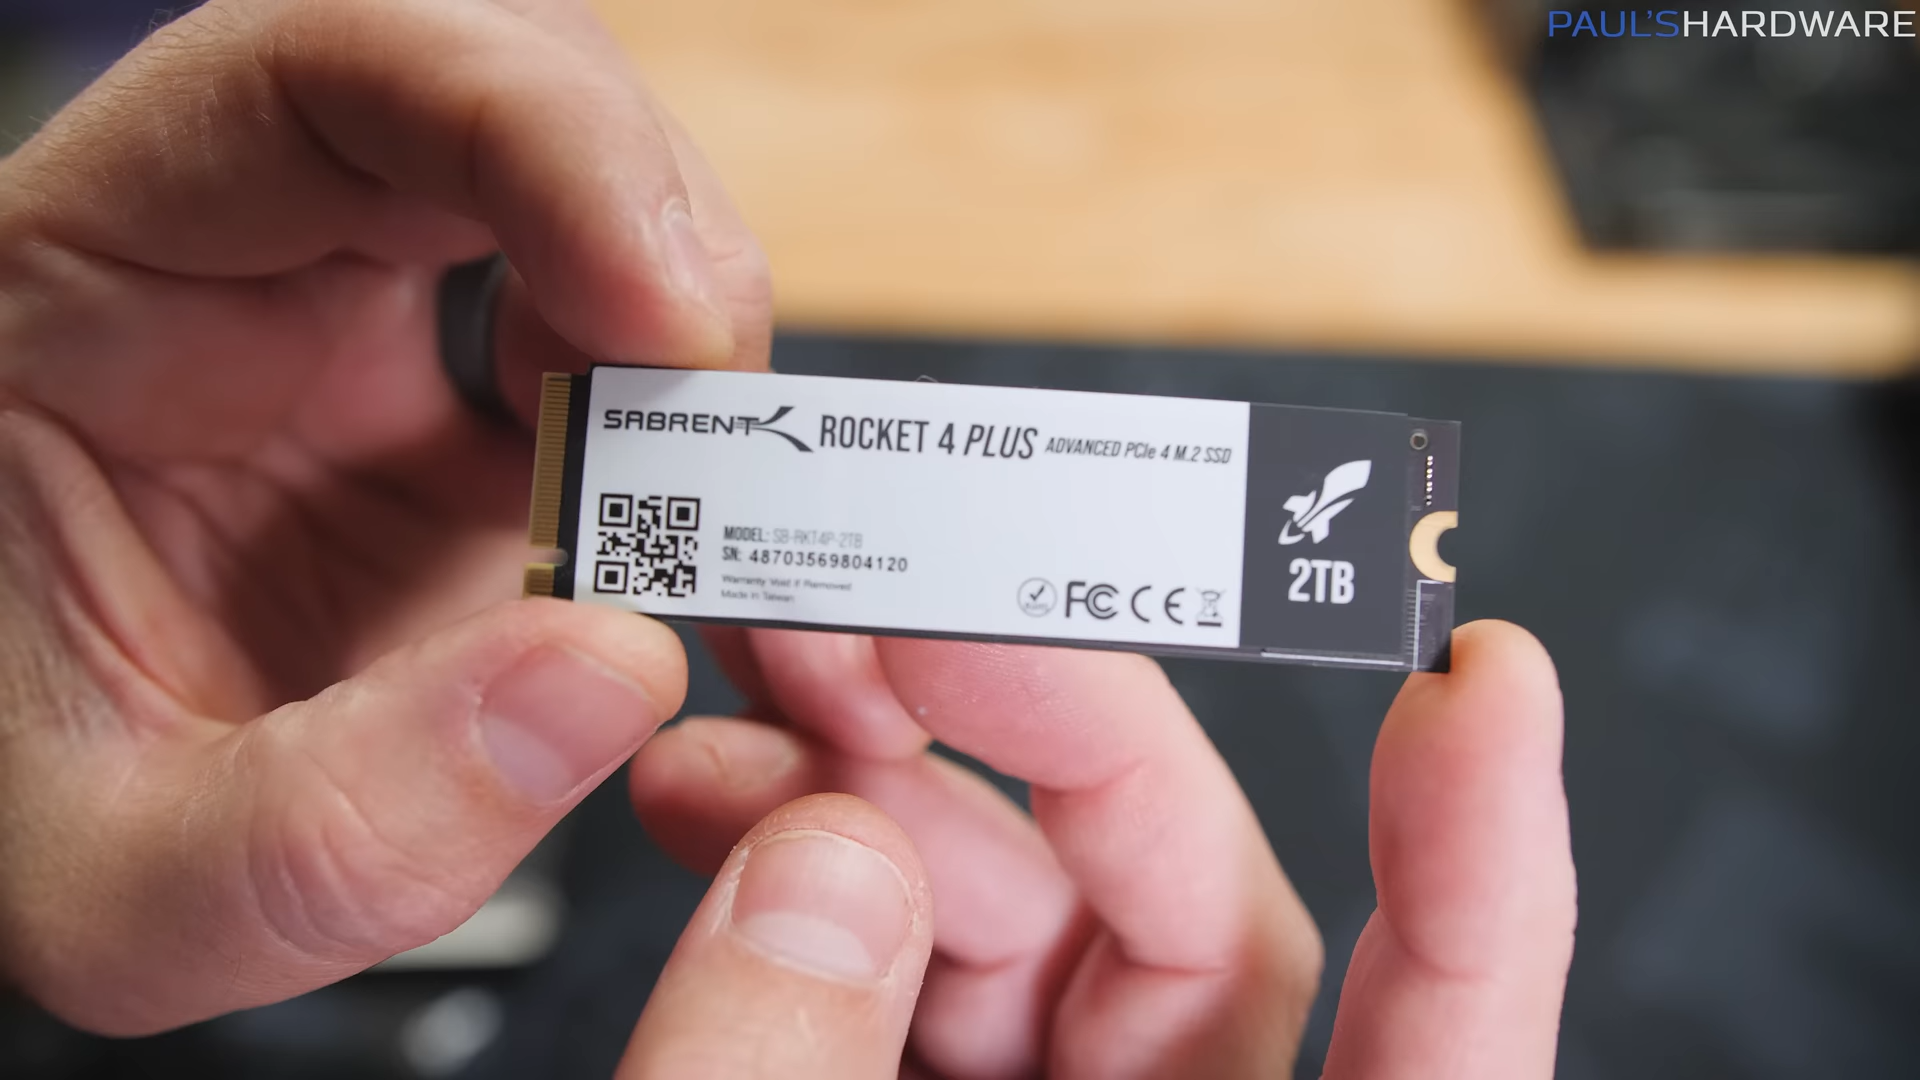 PAUL'SHARDWARE
SABRENT ROCKET 4 PLUS ADVANCED PCIe 4 M.2 SSD
MODEL: SB-RKT4P-2TB
SN: 48703569804120
Warranty Void If Removed
Made in Taiwan
RoHS FC CE
2TB